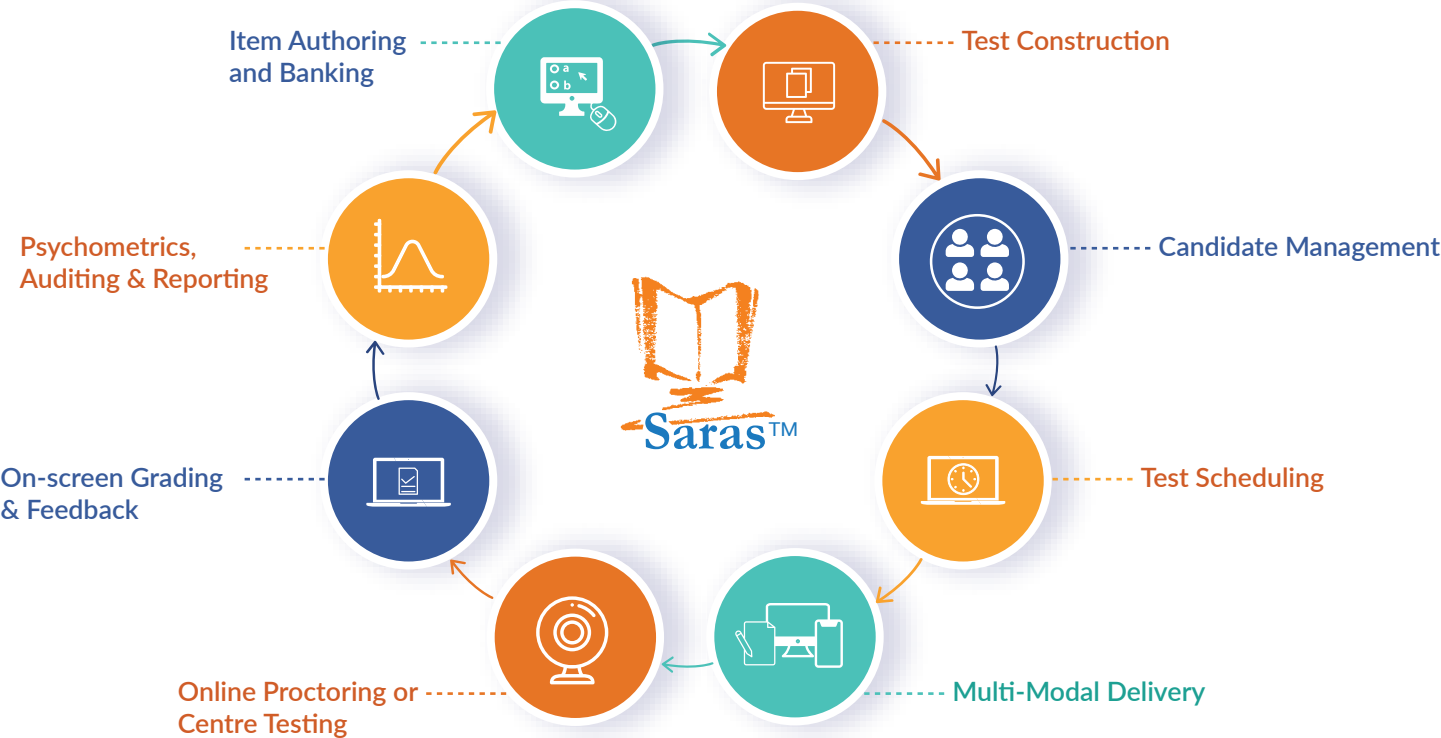 Item Authoring
and Banking
a
b
Test Construction
Candidate Management
Test Scheduling
Multi-Modal Delivery
Online Proctoring or
Centre Testing
On-screen Grading
& Feedback
Psychometrics,
Auditing & Reporting
Saras™